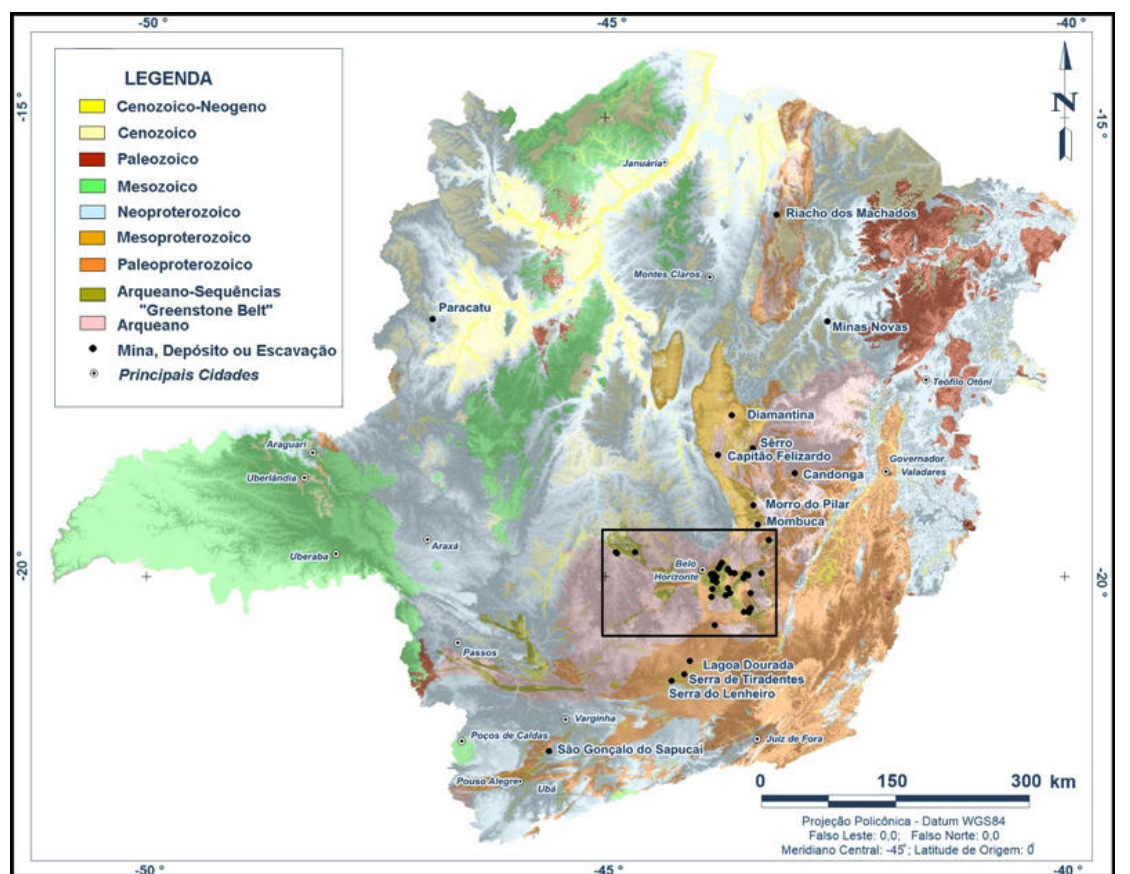 -50 °
-45 °
-40 °
-15 °
-15 °
LEGENDA
Cenozoico-Neogeno
Cenozoico
Paleozoico
Mesozoico
Neoproterozoico
Mesoproterozoico
Paleoproterozoico
Arqueano-Sequências
"Greenstone Belt"
Arqueano
Mina, Depósito ou Escavação
Principais Cidades
N
Januária
Riacho dos Machados
Montes Claros
Paracatu
Minas Novas
Teófilo Otôni
Diamantina
Araguari
Sêrro
Capitão Felizardo
Governador
Valadares
Uberlândia
Candonga
Morro do Pilar
Mombuca
Araxá
Uberaba
Belo
Horizonte
-20 °
-20 °
Passos
Lagoa Dourada
Serra de Tiradentes
Serra do Lenheiro
Varginha
Poços de Caldas
Juiz de Fora
São Gonçalo do Sapucaí
Pouso Alegre
Ubá
0 150 300 km
Projeção Policônica - Datum WGS84
Falso Leste: 0,0; Falso Norte: 0,0
Meridiano Central: -45°; Latitude de Origem: 0°
-50 °
-45 °
-40 °